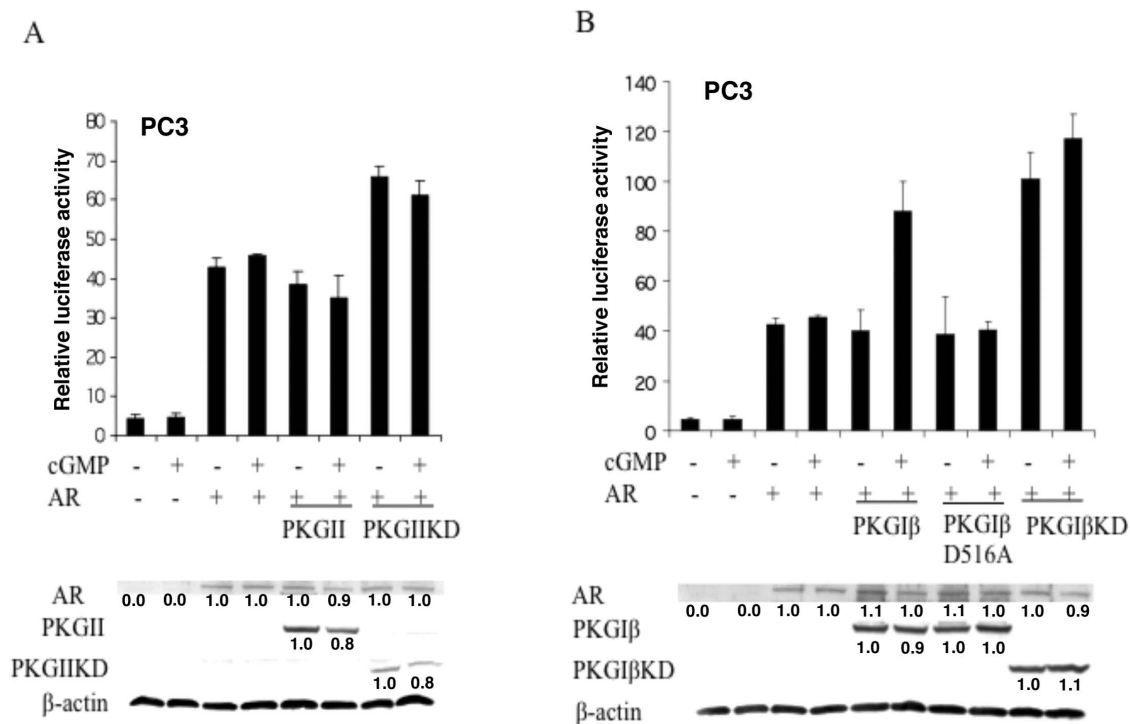 A
PC3
Relative luciferase activity
80
70
60
50
40
30
20
10
0
cGMP - + - + - + - +
AR - - + + + + + +
PKGII PKGIIKD
AR
0.0 0.0 1.0 1.0 1.0 0.9 1.0 1.0
PKGII
1.0 0.8
PKGIIKD
1.0 0.8
β-actin
B
PC3
Relative luciferase activity
140
120
100
80
60
40
20
0
cGMP - + - + - + - + - +
AR - - + + + + + + + +
PKGIβ PKGIβ PKGIβKD
D516A
AR
0.0 0.0 1.0 1.0 1.1 1.0 1.1 1.0 1.0 0.9
PKGIβ
1.0 0.9 1.0 1.0
PKGIβKD
1.0 1.1
β-actin